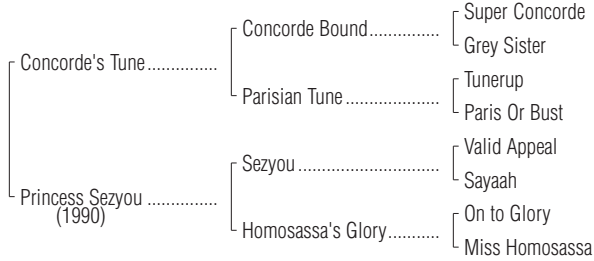 Super Concorde
Concorde Bound...............
Grey Sister
Concorde's Tune...............
Tunerup
Parisian Tune....................
Paris Or Bust
Valid Appeal
Sezyou..............................
Sayaah
Princess Sezyou...............
(1990)
On to Glory
Homosassa's Glory...........
Miss Homosassa